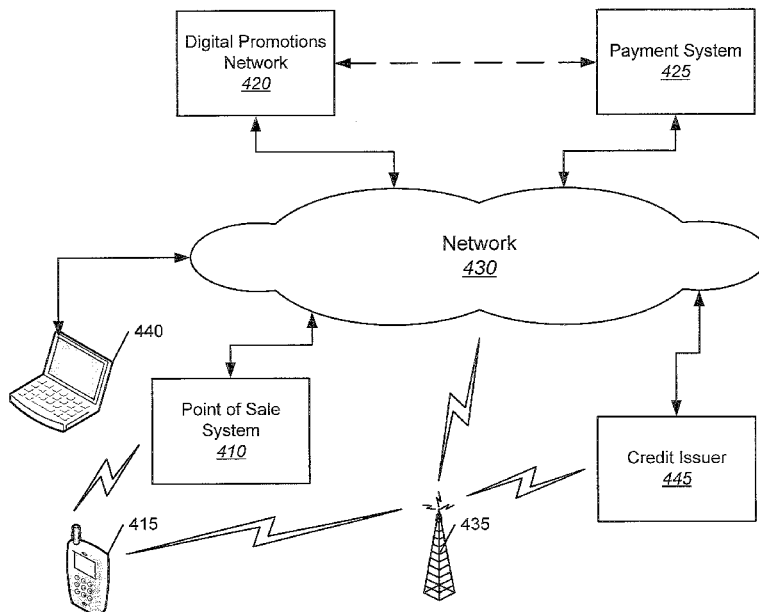 Digital Promotions
Network
420
Payment System
425
Network
430
440
Point of Sale
System
410
Credit Issuer
445
415
435